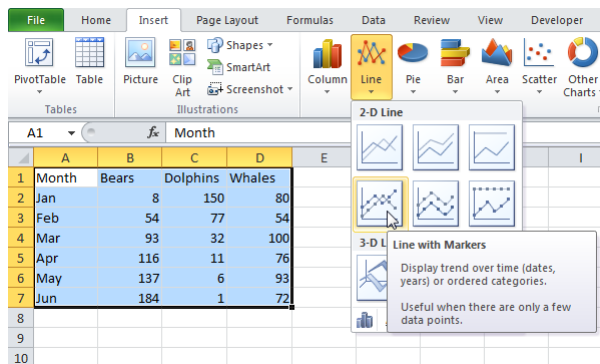 File Home Insert Page Layout Formulas Data Review View Developer
PivotTable Table Picture Clip Art Shapes SmartArt Screenshot Column Line Pie Bar Area Scatter Other Charts
Tables Illustrations
2-D Line
A1 fx Month
A B C D E I
1 Month Bears Dolphins Whales
2 Jan 8 150 80
3 Feb 54 77 54
4 Mar 93 32 100
5 Apr 116 11 76
6 May 137 6 93
7 Jun 184 1 72
8
9
10
3-D L
Line with Markers
Display trend over time (dates,
years) or ordered categories.
Useful when there are only a few
data points.